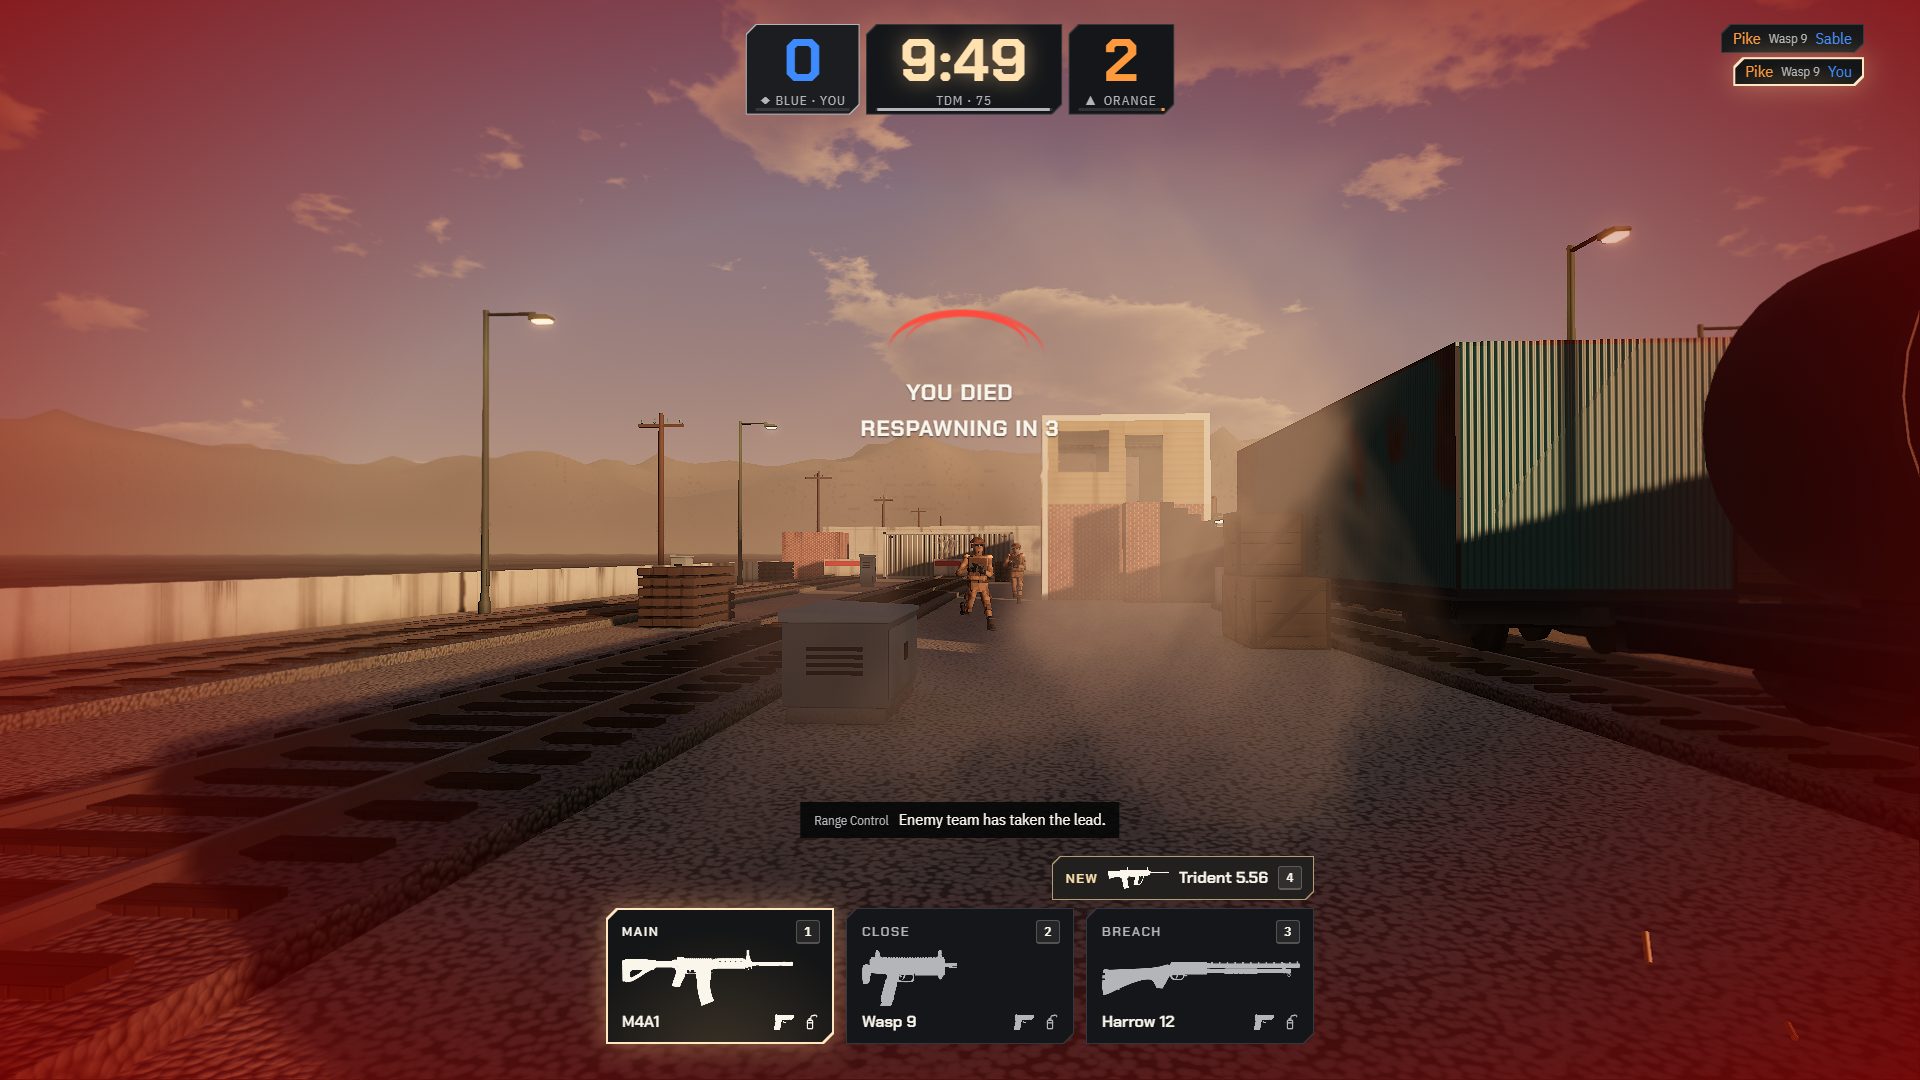 0
◆ BLUE · YOU
9:49
TDM · 75
2
▲ ORANGE
Pike Wasp 9 Sable
Pike Wasp 9 You
YOU DIED
RESPAWNING IN 3
Range Control Enemy team has taken the lead.
NEW Trident 5.56 4
MAIN 1
M4A1
CLOSE 2
Wasp 9
BREACH 3
Harrow 12